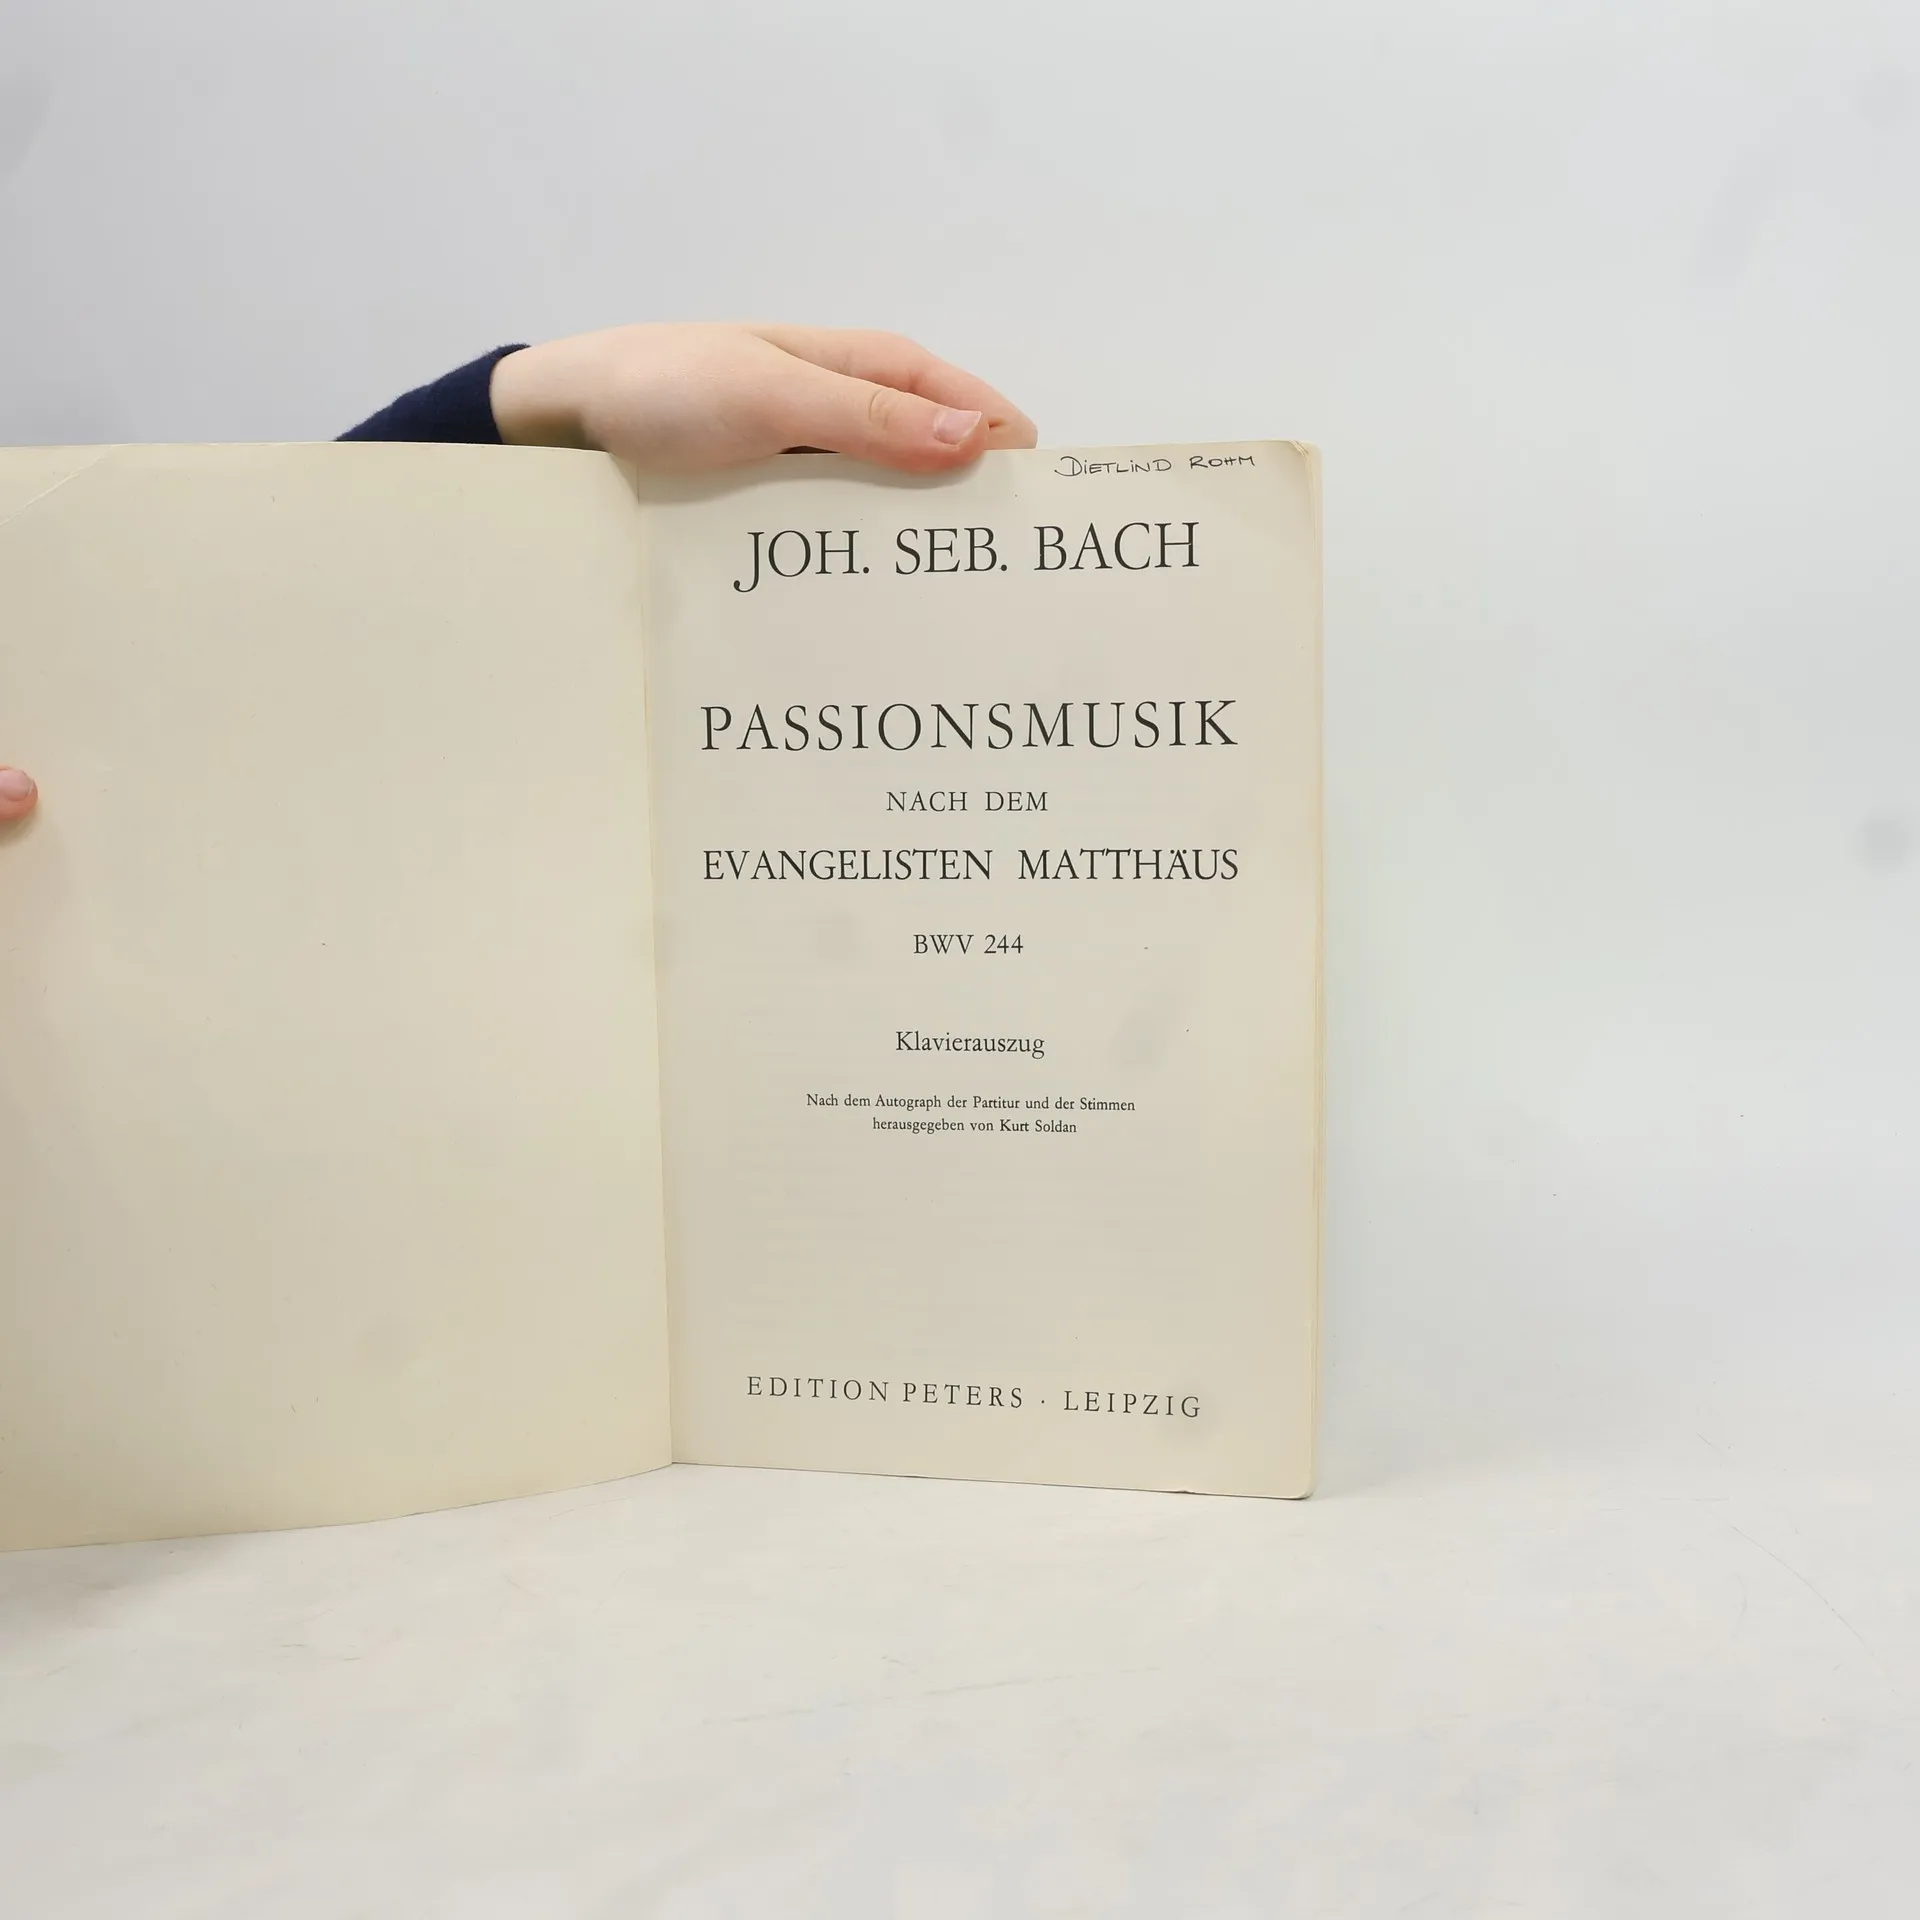 DIETLIND ROHM
JOH. SEB. BACH
PASSIONSMUSIK
NACH DEM
EVANGELISTEN MATTHÄUS
BWV 244
Klavierauszug
Nach dem Autograph der Partitur und der Stimmen
herausgegeben von Kurt Soldan
EDITION PETERS · LEIPZIG